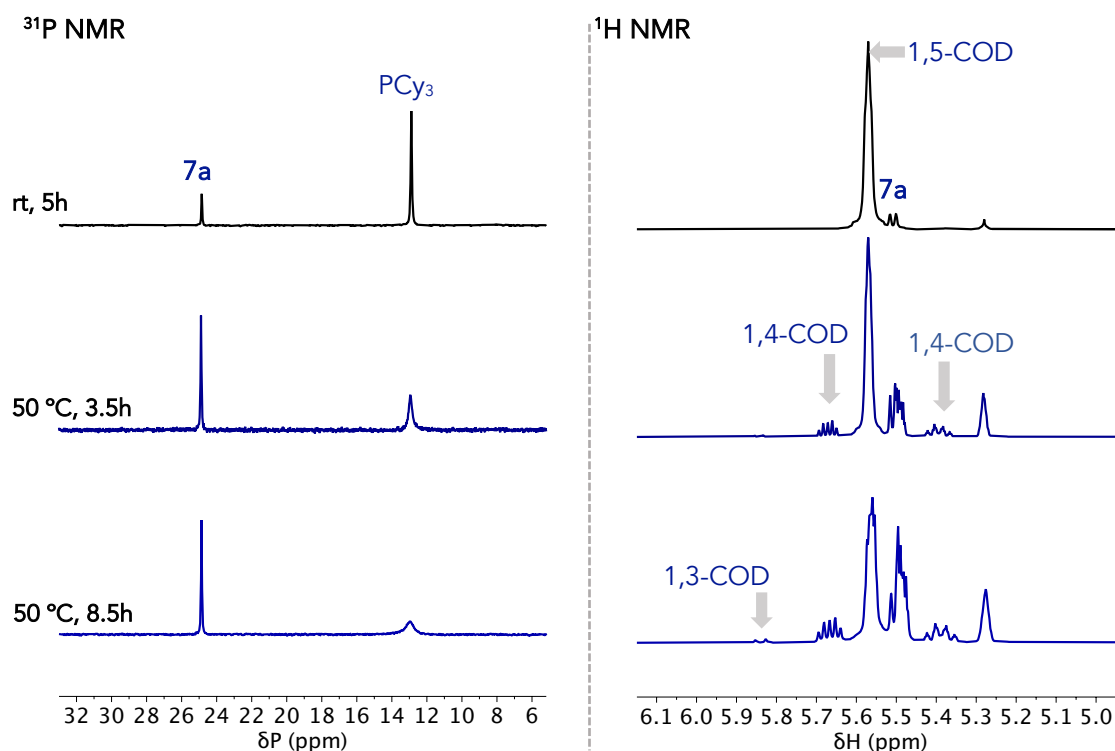 ³¹P NMR
PCy₃
7a
rt, 5h
50 ºC, 3.5h
50 ºC, 8.5h
32 30 28 26 24 22 20 18 16 14 12 10 8 6
δP (ppm)
¹H NMR
1,5-COD
7a
1,4-COD
1,4-COD
1,3-COD
6.1 6.0 5.9 5.8 5.7 5.6 5.5 5.4 5.3 5.2 5.1 5.0
δH (ppm)